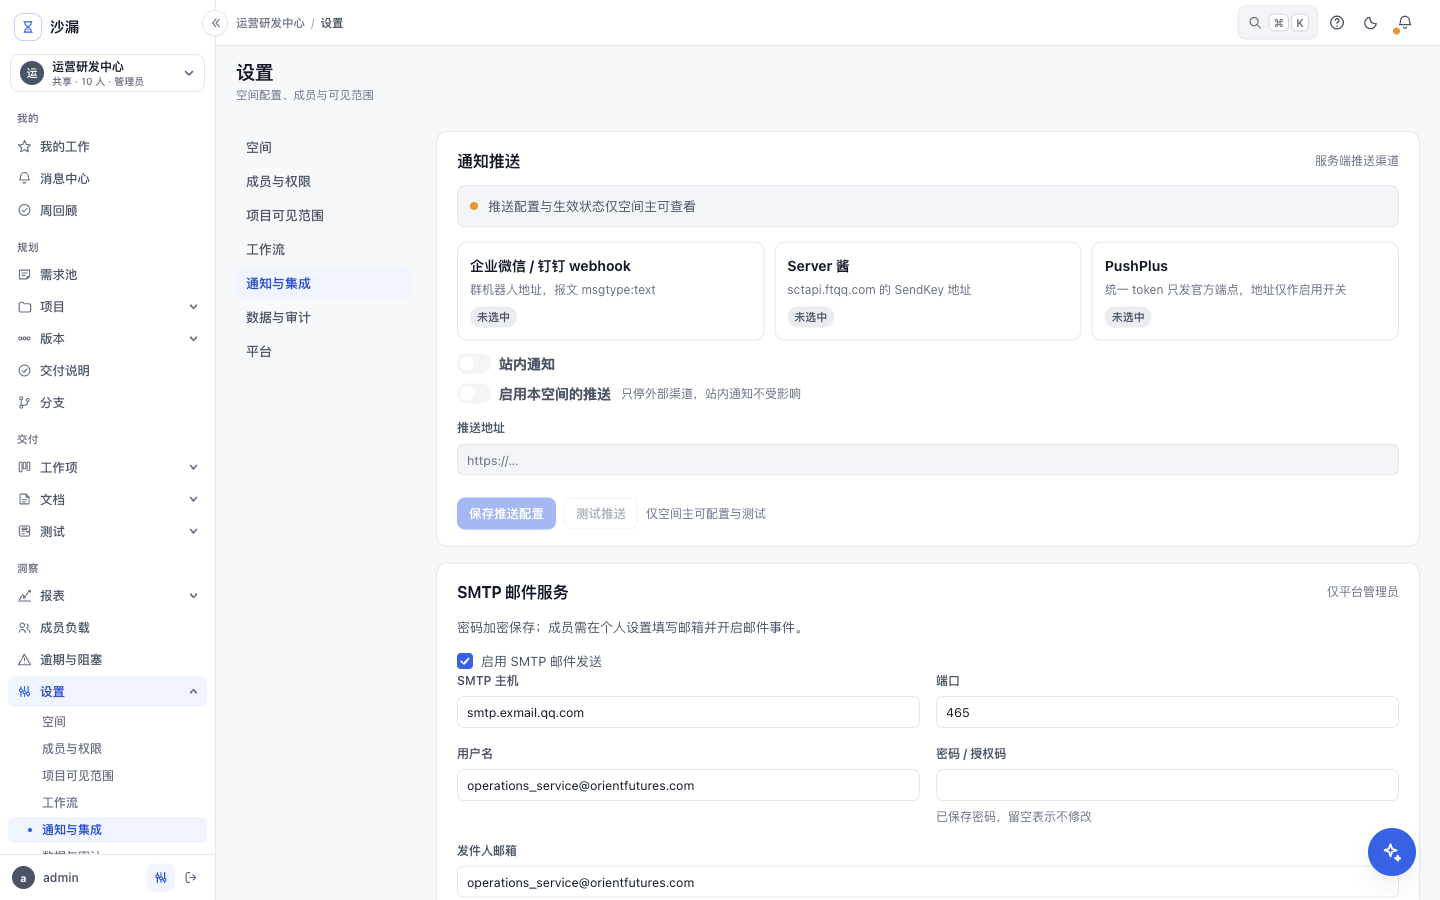 沙漏
运
运营研发中心
共享 · 10 人 · 管理员
我的
我的工作
消息中心
周回顾
规划
需求池
项目
版本
交付说明
分支
交付
工作项
文档
测试
洞察
报表
成员负载
逾期与阻塞
设置
空间
成员与权限
项目可见范围
工作流
通知与集成
a
admin
运营研发中心 / 设置
⌘ K
设置
空间配置、成员与可见范围
空间
成员与权限
项目可见范围
工作流
通知与集成
数据与审计
平台
通知推送
服务端推送渠道
推送配置与生效状态仅空间主可查看
企业微信 / 钉钉 webhook
群机器人地址，报文 msgtype:text
未选中
Server 酱
sctapi.ftqq.com 的 SendKey 地址
未选中
PushPlus
统一 token 只发官方端点，地址仅作启用开关
未选中
站内通知
启用本空间的推送 只停外部渠道，站内通知不受影响
推送地址
https://...
保存推送配置 测试推送 仅空间主可配置与测试
SMTP 邮件服务
仅平台管理员
密码加密保存；成员需在个人设置填写邮箱并开启邮件事件。
启用 SMTP 邮件发送
SMTP 主机
smtp.exmail.qq.com
端口
465
用户名
operations_service@orientfutures.com
密码 / 授权码
已保存密码，留空表示不修改
发件人邮箱
operations_service@orientfutures.com